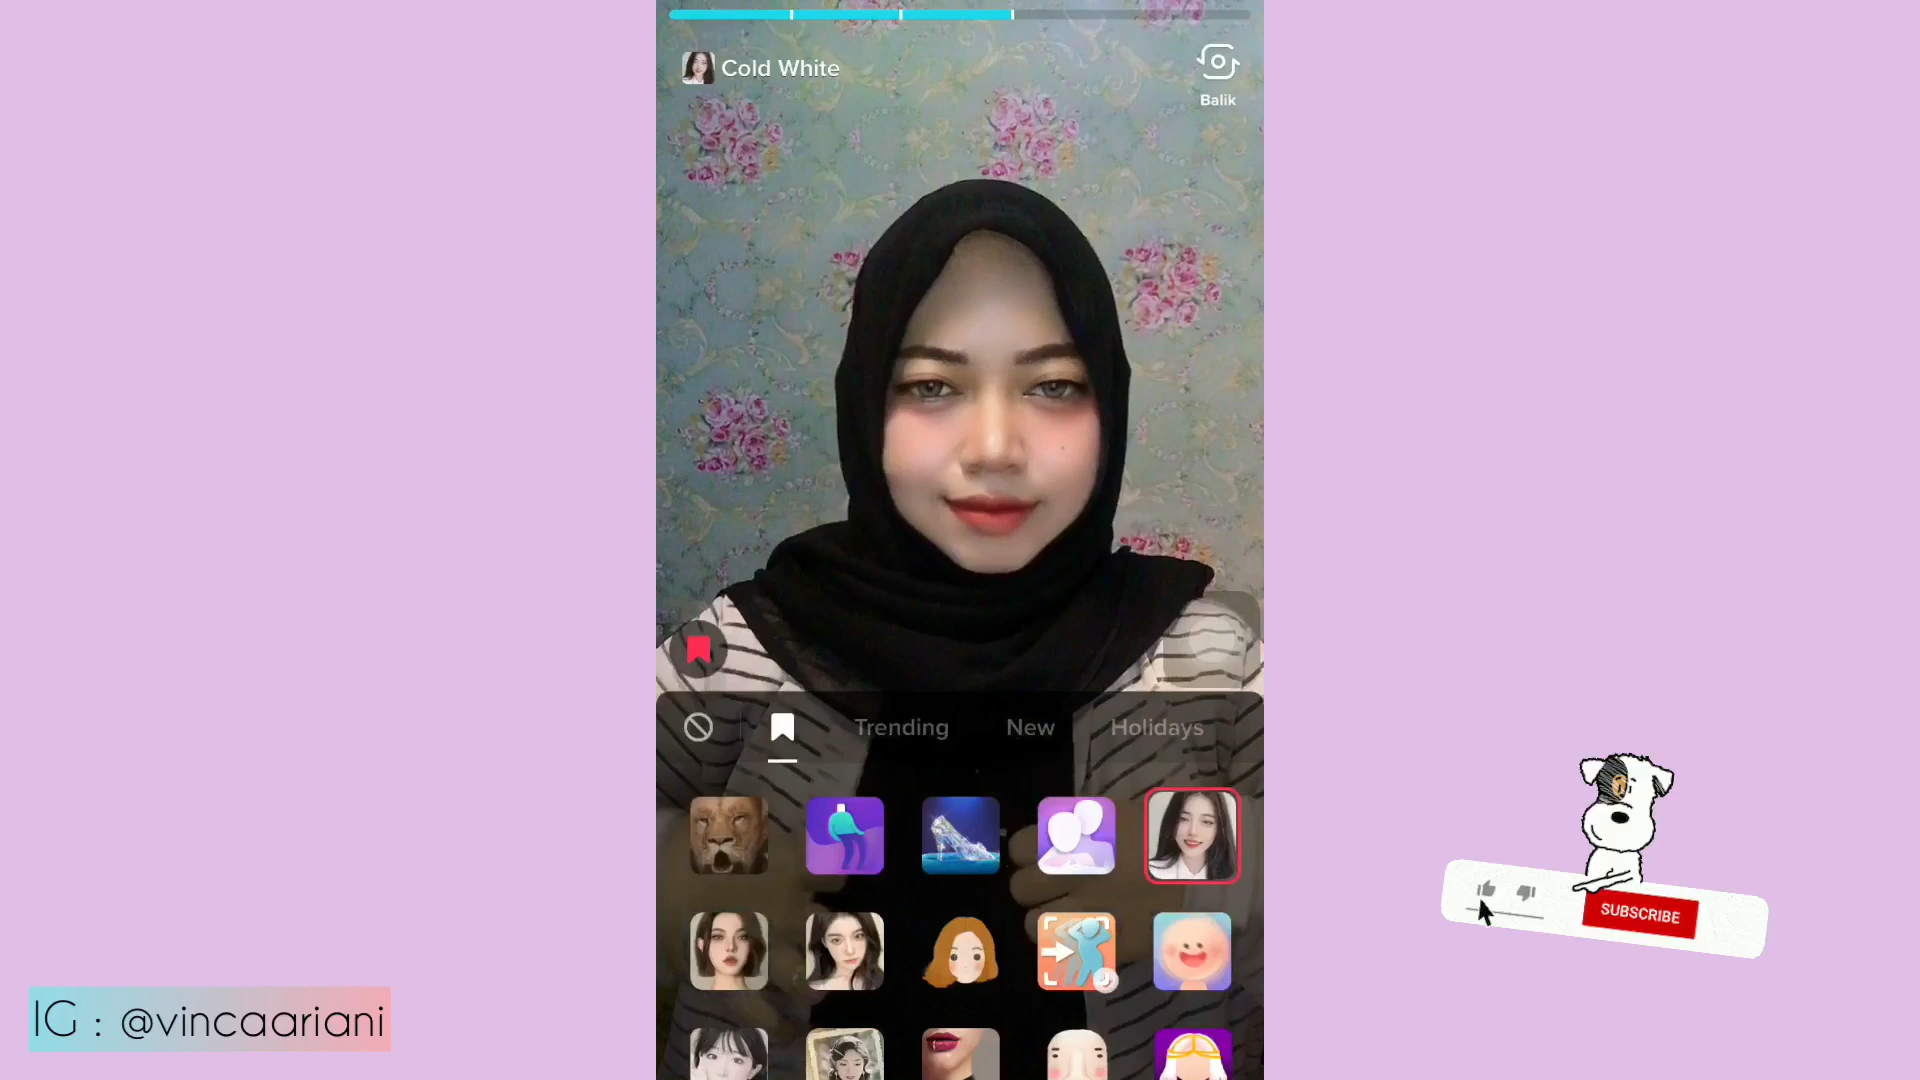 Cold White
Balik
Trending
New
Holidays
SUBSCRIBE
IG : @vincaariani